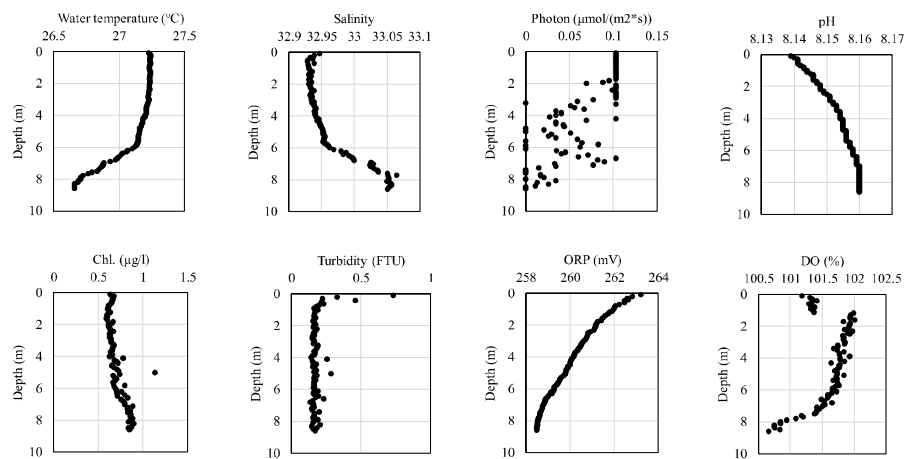 Water temperature (°C)
26.5 27 27.5
0
2
4
6
8
10
Depth (m)
Salinity
32.9 32.95 33 33.05 33.1
0
2
4
6
8
10
Depth (m)
Photon (μmol/(m2*s))
0 0.05 0.1 0.15
0
2
4
6
8
10
Depth (m)
pH
8.13 8.14 8.15 8.16 8.17
0
2
4
6
8
10
Depth (m)
Chl. (μg/l)
0 0.5 1 1.5
0
2
4
6
8
10
Depth (m)
Turbidity (FTU)
0 0.5 1
0
2
4
6
8
10
Depth (m)
ORP (mV)
258 260 262 264
0
2
4
6
8
10
Depth (m)
DO (%)
100.5 101 101.5 102 102.5
0
2
4
6
8
10
Depth (m)